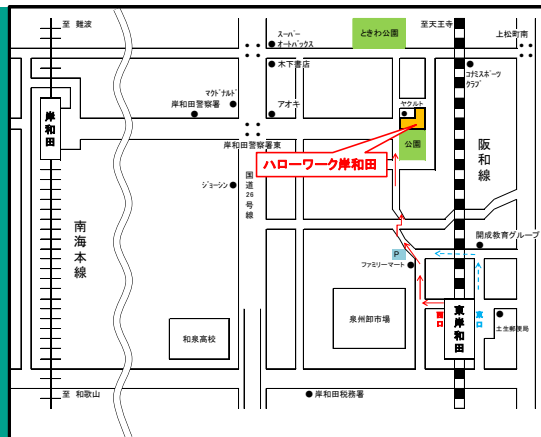 至 難波
スーパー
オートバックス
ときわ公園
至天王寺
上松町南
木下書店
コナミスポーツ
クラブ
マクドナルド
岸和田警察署
アオキ
ヤクルト
岸和田
岸和田警察署東
公園
ハローワーク岸和田
阪和線
ジョーシン
国道26号線
南海本線
開成教育グループ
P
ファミリーマート
泉州卸市場
西口
東岸和田
東口
土生郵便局
和泉高校
至 和歌山
岸和田税務署